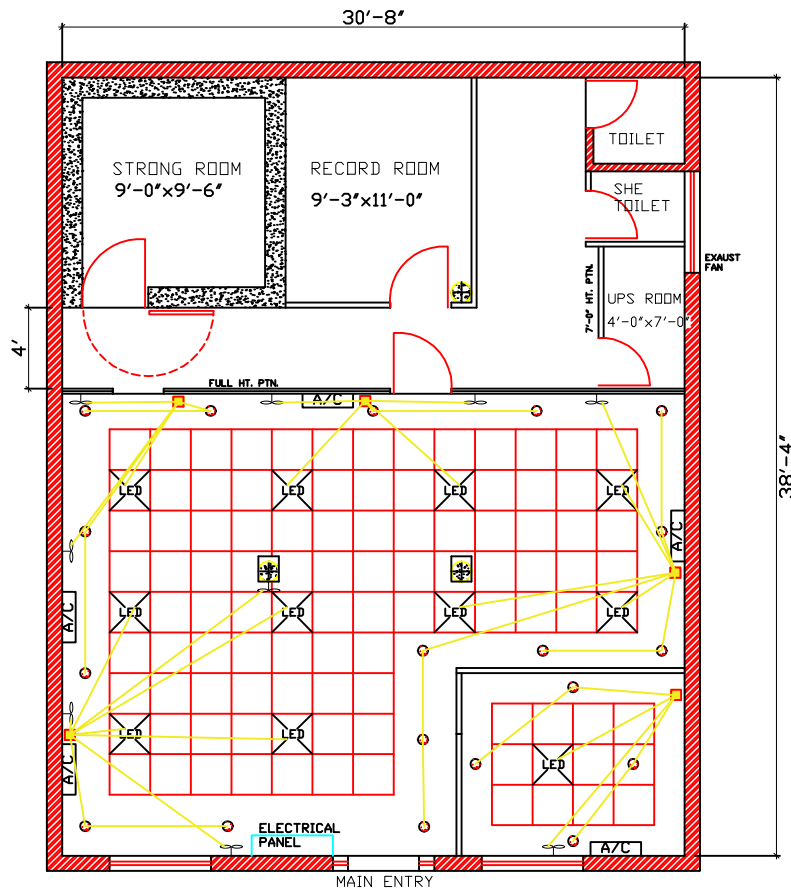 30'-8"
TOILET
STRONG ROOM
9'-0"x9'-6"
RECORD ROOM
9'-3"x11'-0"
SHE
TOILET
EXAUST
FAN
7'-0" HT. PTN.
UPS ROOM
4'-0"x7'-0"
4'
FULL HT. PTN.
A/C
38'-4"
LED
LED
LED
LED
A/C
A/C
LED
LED
LED
LED
LED
LED
A/C
LED
ELECTRICAL
PANEL
A/C
MAIN ENTRY